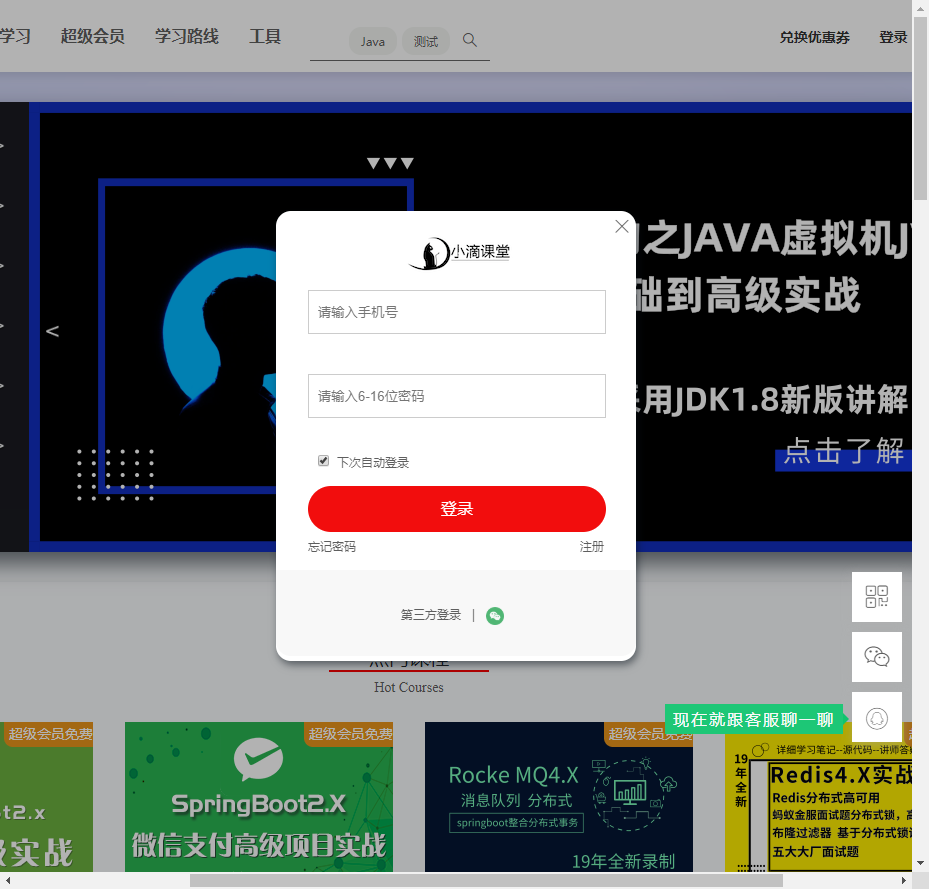 学习 超级会员 学习路线 工具 Java 测试 兑换优惠券 登录
之JAVA虚拟机J
础到高级实战
用JDK1.8新版讲解
点击了解
<
小滴课堂
请输入手机号
请输入6-16位密码
下次自动登录
登录
忘记密码 注册
第三方登录 |
热门课程
Hot Courses
现在就跟客服聊一聊
超级会员免费
t2.x
实战
超级会员免费
SpringBoot2.X
微信支付高级项目实战
超级会员免费
Rocke MQ4.X
消息队列 分布式
springboot整合分布式事务
19年全新录制
详细学习笔记--源代码--讲师答
19年全新
Redis4.X实战
Redis分布式高可用
蚂蚁金服面试题分布式锁，高
布隆过滤器 基于分布式锁
五大大厂面试题